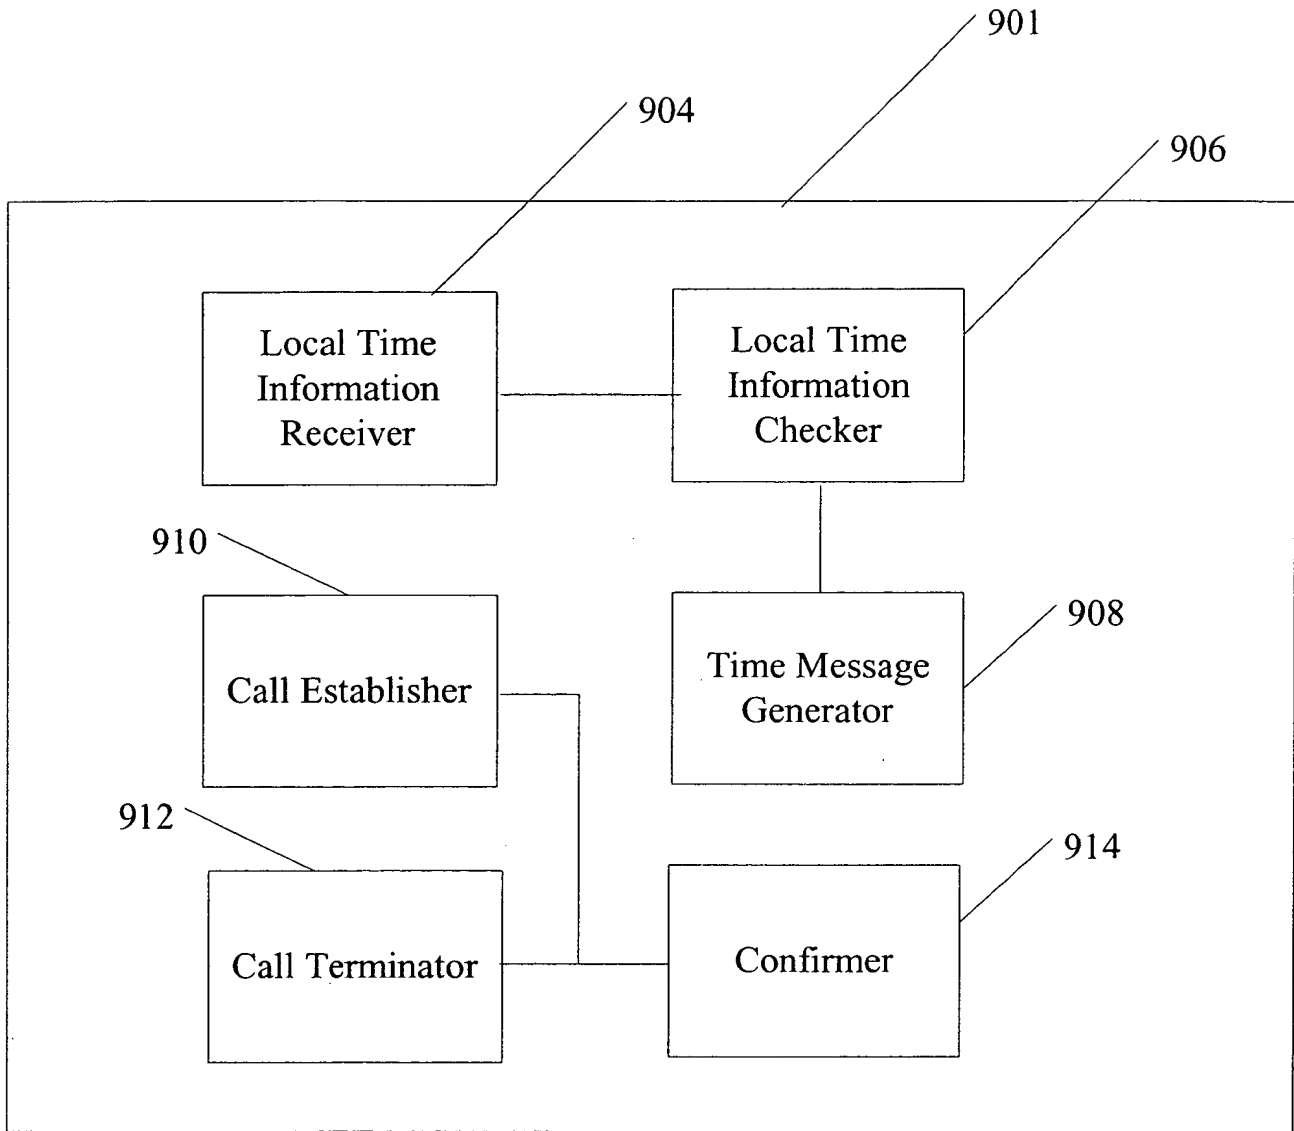 901
904
906
Local Time
Information
Receiver
Local Time
Information
Checker
910
908
Call Establisher
Time Message
Generator
912
914
Call Terminator
Confirmer